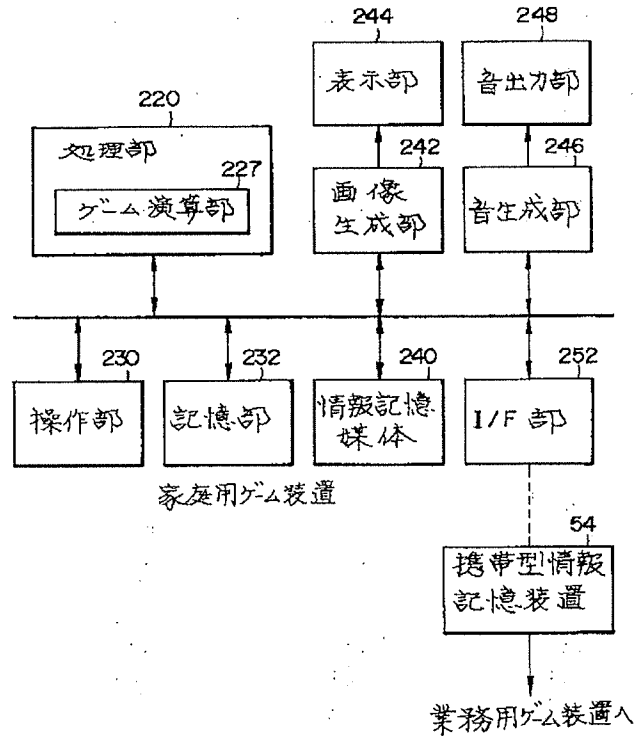 244
表示部
248
音出力部
220
処理部
227
ゲーム演算部
242
画像
生成部
246
音生成部
230
操作部
232
記憶部
240
情報記憶
媒体
252
I/F 部
家庭用ゲーム装置
54
携帯型情報
記憶装置
業務用ゲーム装置へ